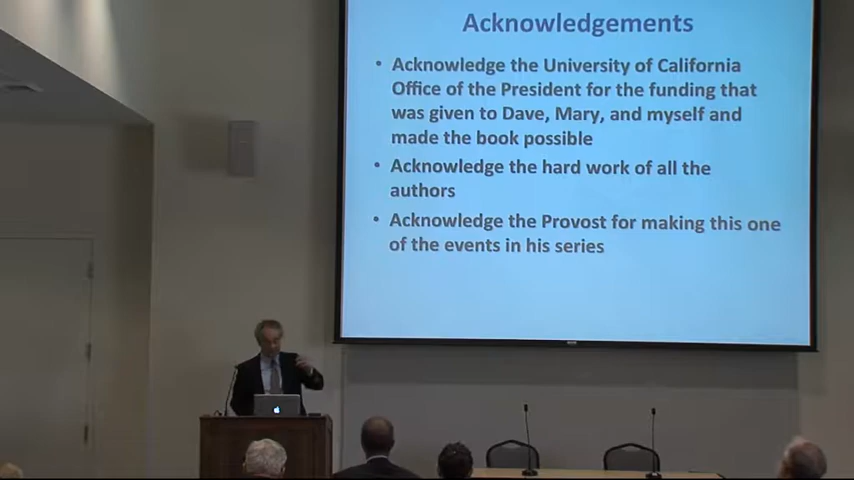 Acknowledgements
• Acknowledge the University of California
Office of the President for the funding that
was given to Dave, Mary, and myself and
made the book possible
• Acknowledge the hard work of all the
authors
• Acknowledge the Provost for making this one
of the events in his series